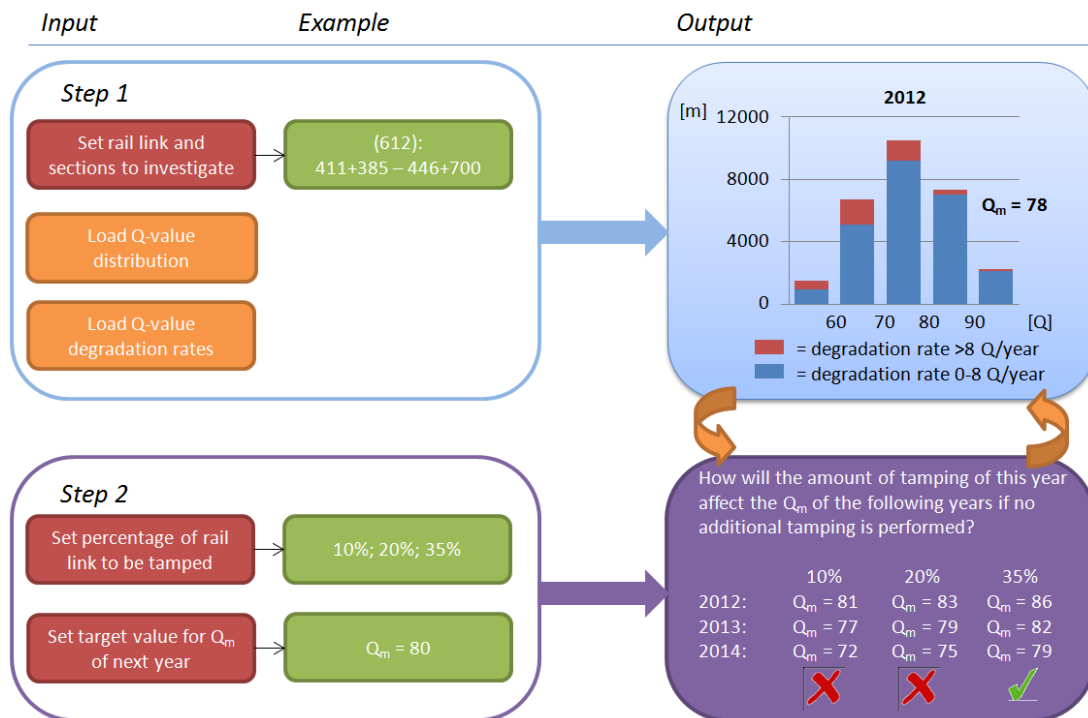 Input
Example
Output
Step 1
Set rail link and
sections to investigate
(612):
411+385 – 446+700
Load Q-value
distribution
Load Q-value
degradation rates
2012
[m]
12000
8000
4000
0
Qm = 78
60 70 80 90 [Q]
= degradation rate >8 Q/year
= degradation rate 0-8 Q/year
Step 2
Set percentage of rail
link to be tamped
10%; 20%; 35%
Set target value for Qm
of next year
Qm = 80
How will the amount of tamping of this year
affect the Qm of the following years if no
additional tamping is performed?
10% 20% 35%
2012: Qm = 81 Qm = 83 Qm = 86
2013: Qm = 77 Qm = 79 Qm = 82
2014: Qm = 72 Qm = 75 Qm = 79